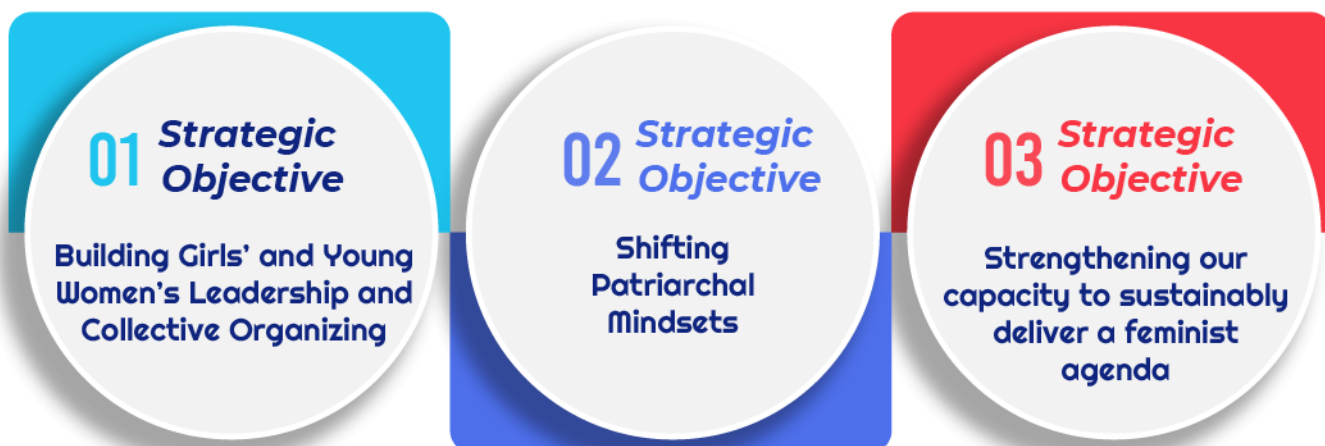 01 Strategic
Objective
Building Girls' and Young
Women's Leadership and
Collective Organizing
02 Strategic
Objective
Shifting
Patriarchal
Mindsets
03 Strategic
Objective
Strengthening our
capacity to sustainably
deliver a feminist
agenda